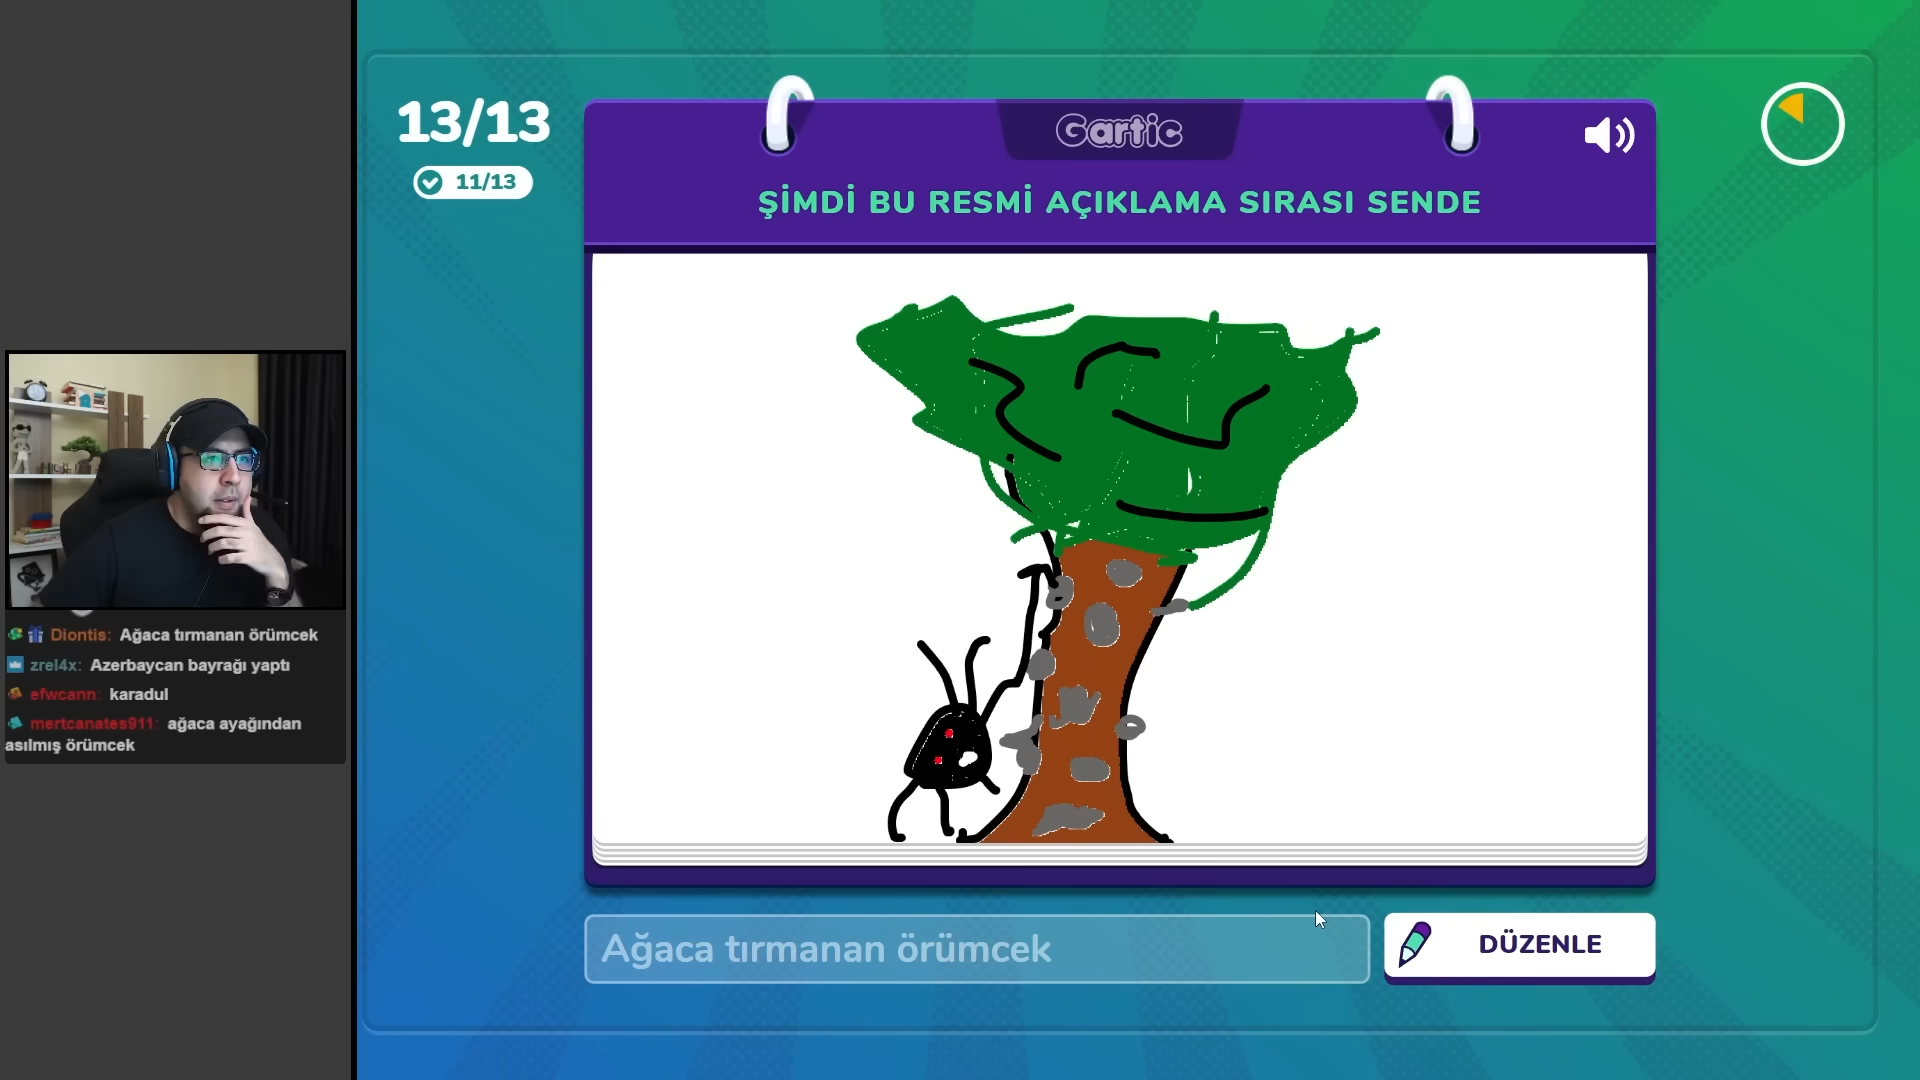 13/13
11/13
Gartic
ŞİMDİ BU RESMİ AÇIKLAMA SIRASI SENDE
Diontis: Ağaca tırmanan örümcek
zrel4x: Azerbaycan bayrağı yaptı
efwcann: karadul
mertcanates911: ağaca ayağından
asılmış örümcek
Ağaca tırmanan örümcek
DÜZENLE